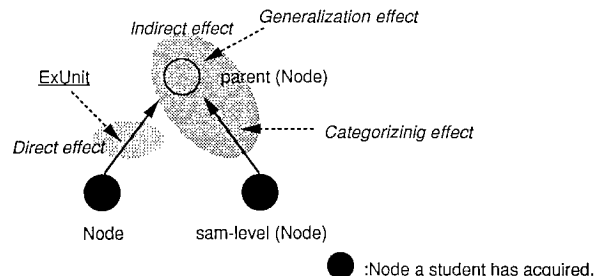 Indirect effect
Generalization effect
ExUnit
parent (Node)
Direct effect
Categorizinig effect
Node
sam-level (Node)
:Node a student has acquired.